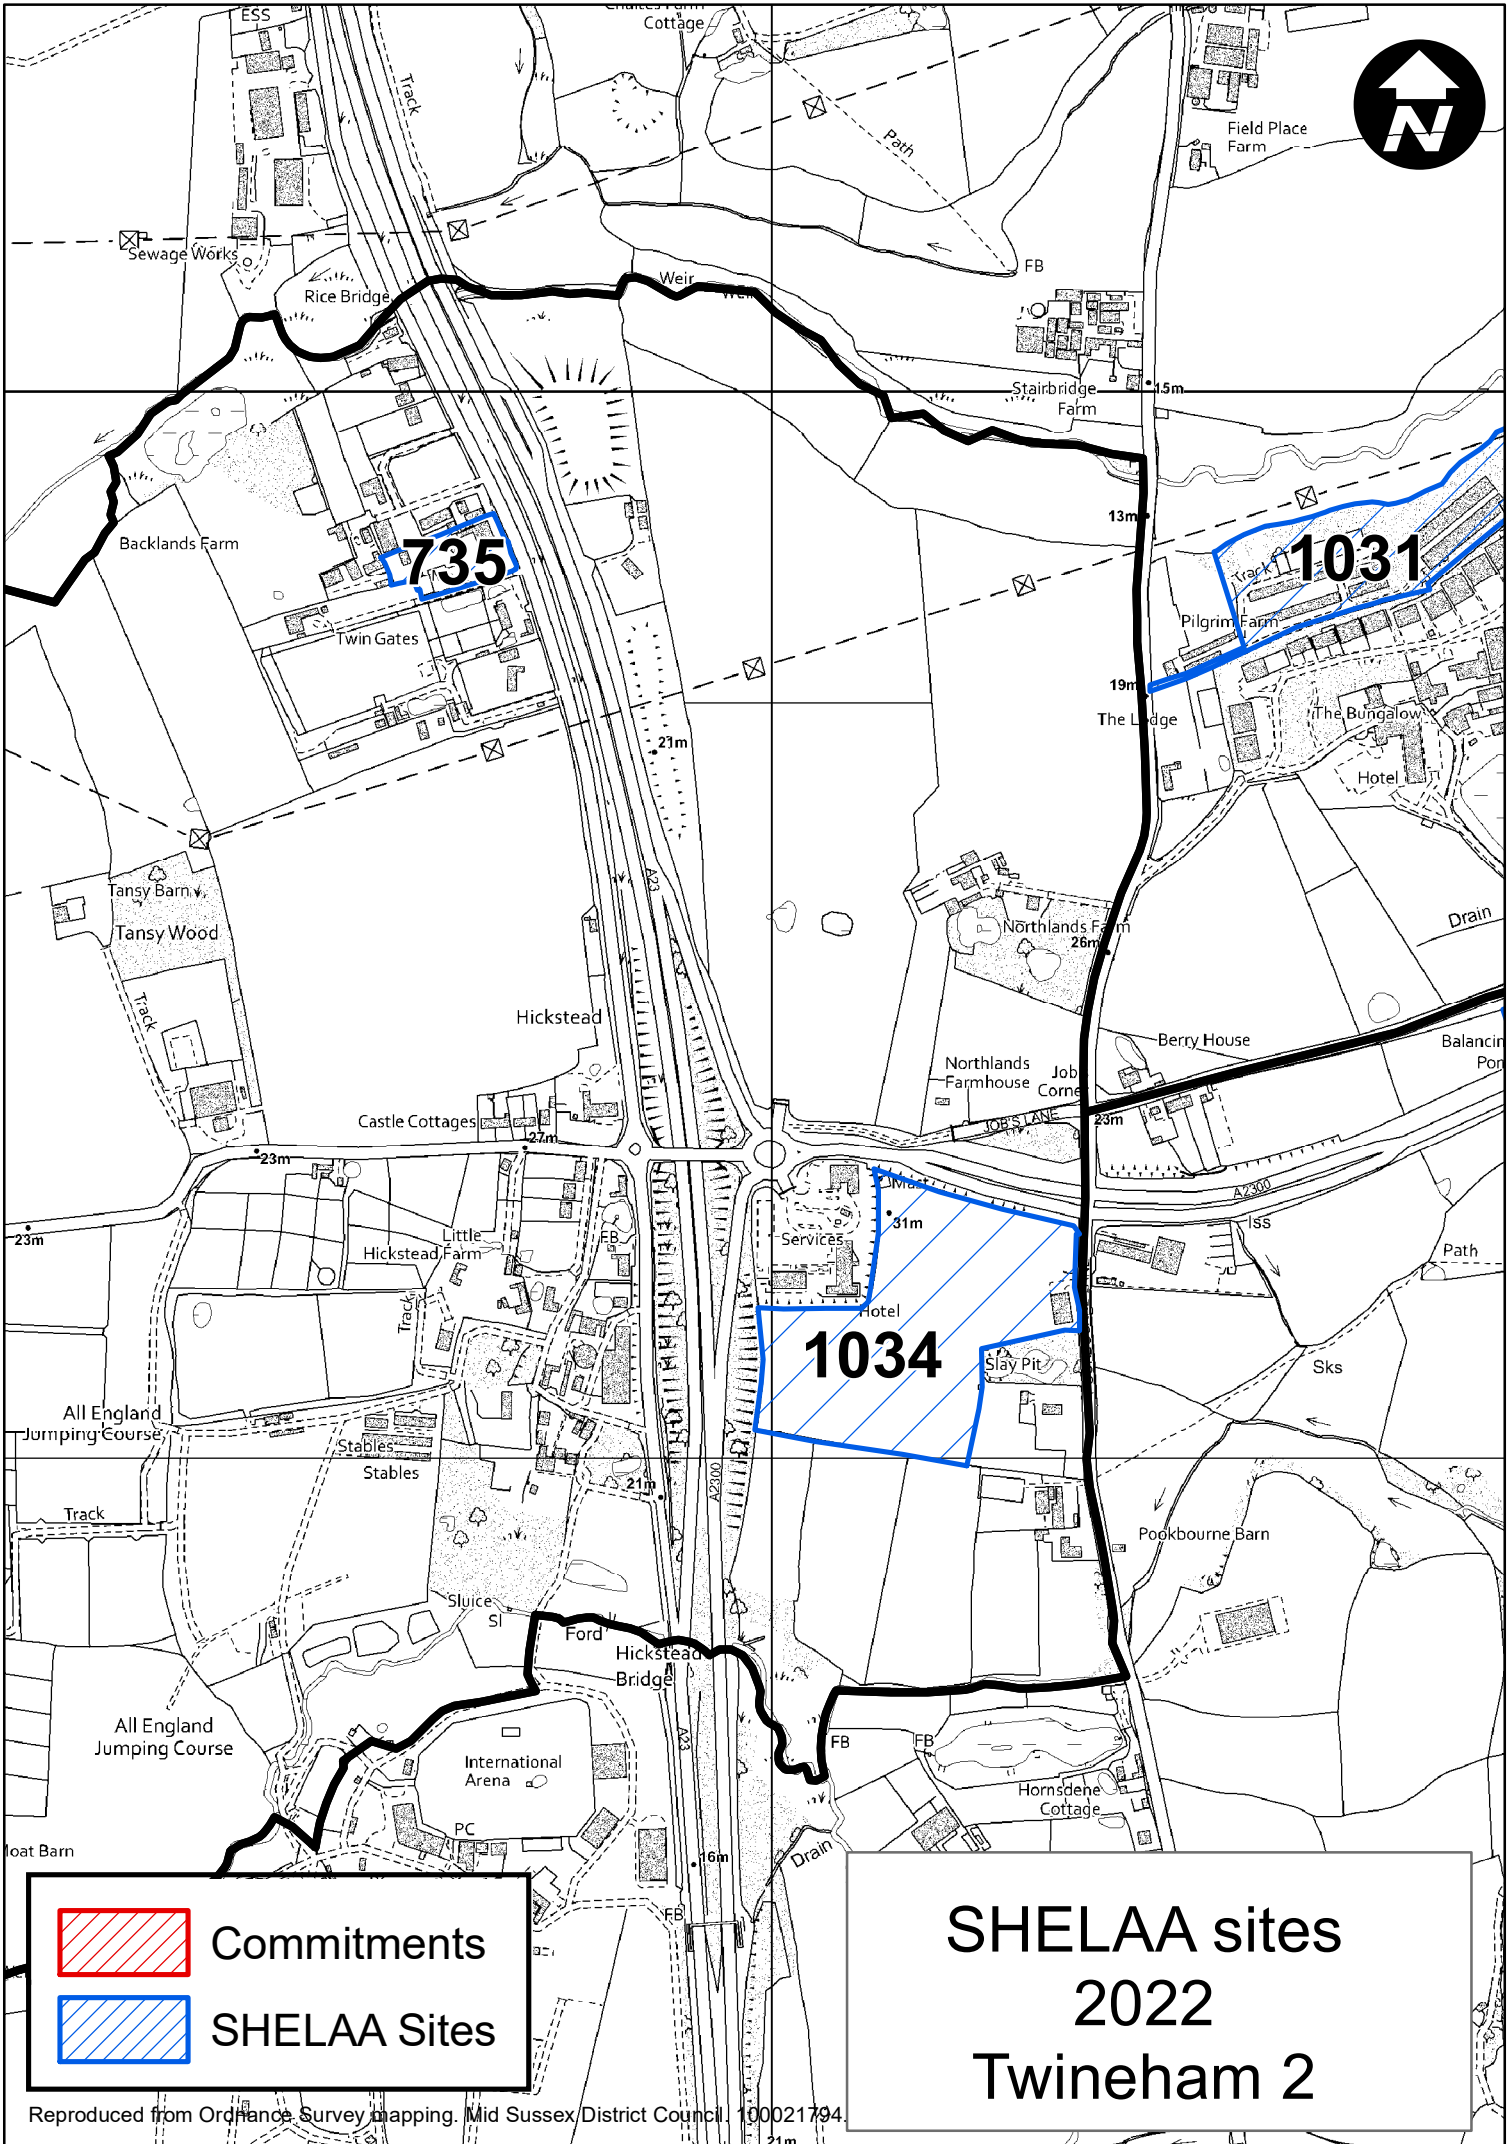 ESS
Cottage
Track
Path
Field Place
Farm
N
Sewage Works
Rice Bridge
Weir
Weir
FB
Stairbridge
Farm
15m
13m
Backlands Farm
735
1031
Track
Pilgrim Farm
Twin Gates
19m
The Lodge
The Bungalow
21m
Hotel
A23
Tansy Barn
Tansy Wood
Track
Northlands Farm
26m
Drain
Hickstead
Berry House
Northlands
Farmhouse
Job
Corner
Castle Cottages
27m
23m
JOB'S LANE
23m
A2300
Mast
31m
Services
Iss
Path
23m
Little
Hickstead Farm
FB
Track
Hotel
1034
Slay Pit
Sks
All England
Jumping Course
Stables
Stables
21m
A2300
Track
Pookbourne Barn
Sluice
Sl
Ford
Hickstead
Bridge
All England
Jumping Course
A23
International
Arena
FB
FB
Hornsdene
Cottage
PC
16m
Drain
FB
Commitments
SHELAA Sites
SHELAA sites
2022
Twineham 2
Reproduced from Ordnance Survey mapping. Mid Sussex District Council. 100021794.
21m